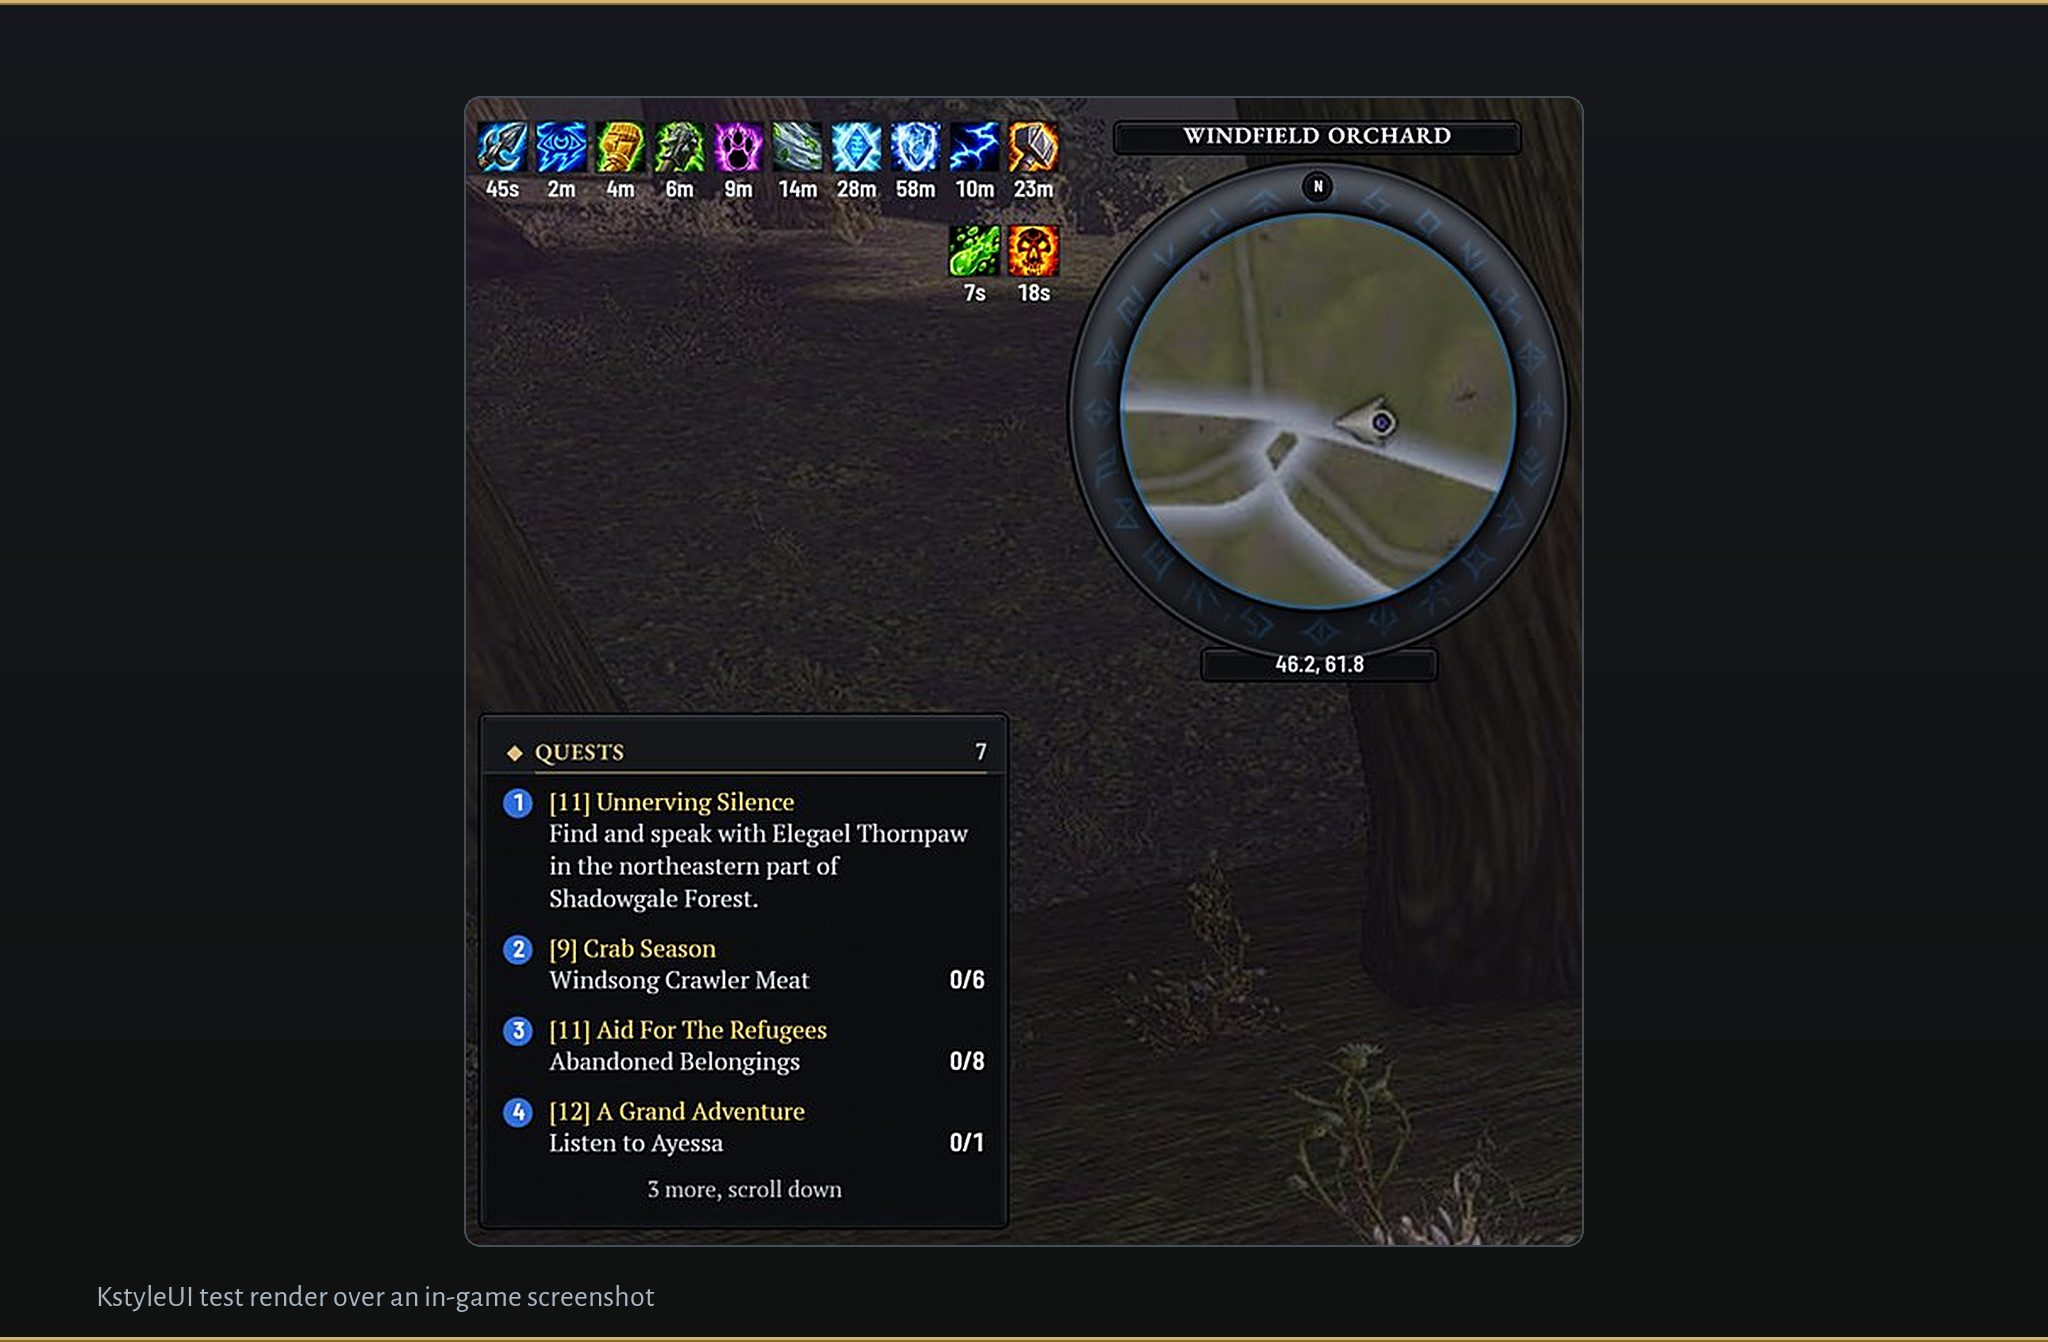 45s 2m 4m 6m 9m 14m 28m 58m 10m 23m
7s 18s
WINDFIELD ORCHARD
N
46.2, 61.8
QUESTS 7
1 [11] Unnerving Silence
Find and speak with Elegael Thornpaw
in the northeastern part of
Shadowgale Forest.
2 [9] Crab Season
Windsong Crawler Meat 0/6
3 [11] Aid For The Refugees
Abandoned Belongings 0/8
4 [12] A Grand Adventure
Listen to Ayessa 0/1
3 more, scroll down
KstyleUI test render over an in-game screenshot